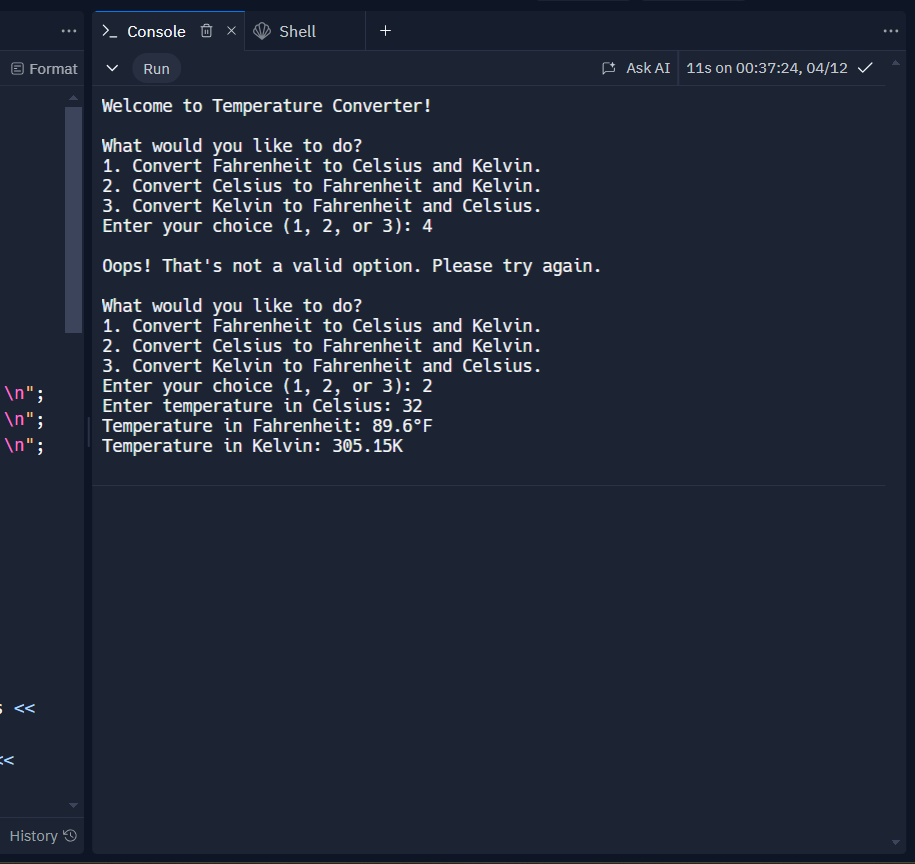 Console
Shell
Format
Run
Ask AI
11s on 00:37:24, 04/12
Welcome to Temperature Converter!
What would you like to do?
1. Convert Fahrenheit to Celsius and Kelvin.
2. Convert Celsius to Fahrenheit and Kelvin.
3. Convert Kelvin to Fahrenheit and Celsius.
Enter your choice (1, 2, or 3): 4
Oops! That's not a valid option. Please try again.
What would you like to do?
1. Convert Fahrenheit to Celsius and Kelvin.
2. Convert Celsius to Fahrenheit and Kelvin.
3. Convert Kelvin to Fahrenheit and Celsius.
Enter your choice (1, 2, or 3): 2
Enter temperature in Celsius: 32
Temperature in Fahrenheit: 89.6°F
Temperature in Kelvin: 305.15K
\n";
\n";
\n";
s <<
<<
History